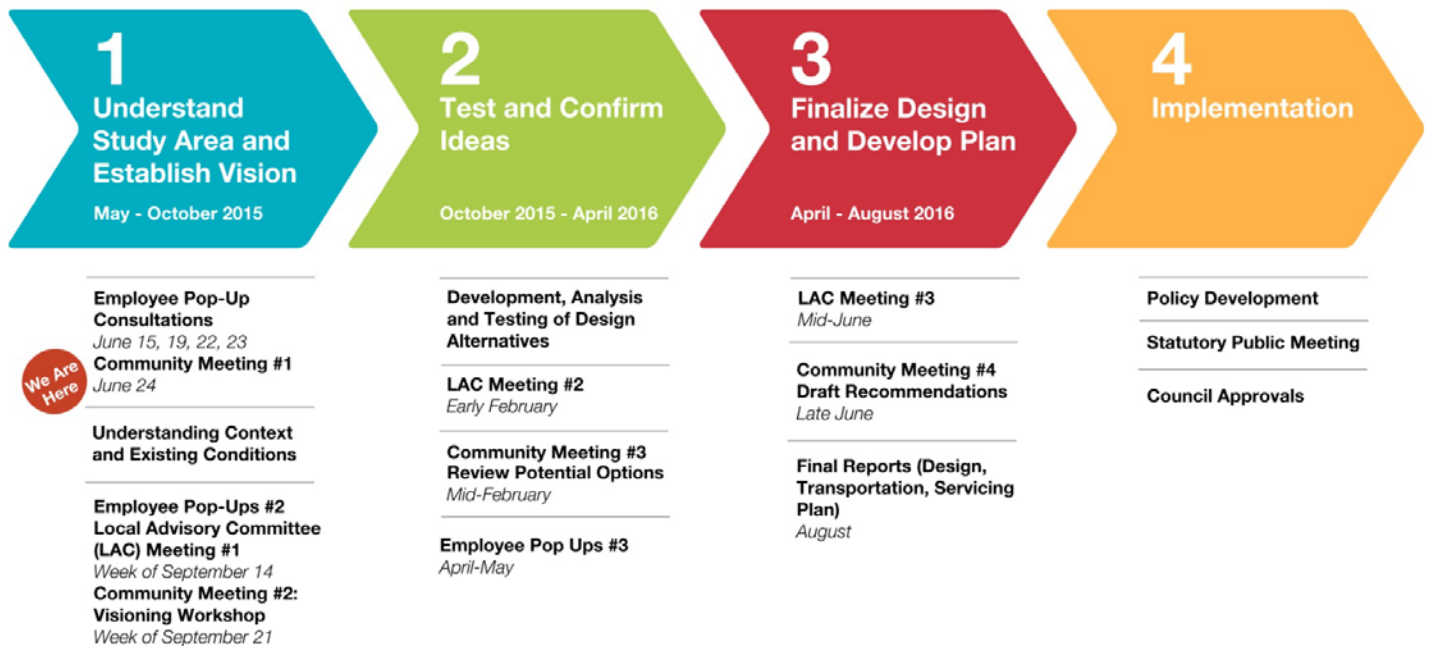 1
Understand
Study Area and
Establish Vision
May - October 2015
2
Test and Confirm
Ideas
October 2015 - April 2016
3
Finalize Design
and Develop Plan
April - August 2016
4
Implementation
Employee Pop-Up
Consultations
June 15, 19, 22, 23
Community Meeting #1
June 24
We Are
Here
Understanding Context
and Existing Conditions
Employee Pop-Ups #2
Local Advisory Committee
(LAC) Meeting #1
Week of September 14
Community Meeting #2:
Visioning Workshop
Week of September 21
Development, Analysis
and Testing of Design
Alternatives
LAC Meeting #2
Early February
Community Meeting #3
Review Potential Options
Mid-February
Employee Pop Ups #3
April-May
LAC Meeting #3
Mid-June
Community Meeting #4
Draft Recommendations
Late June
Final Reports (Design,
Transportation, Servicing
Plan)
August
Policy Development
Statutory Public Meeting
Council Approvals